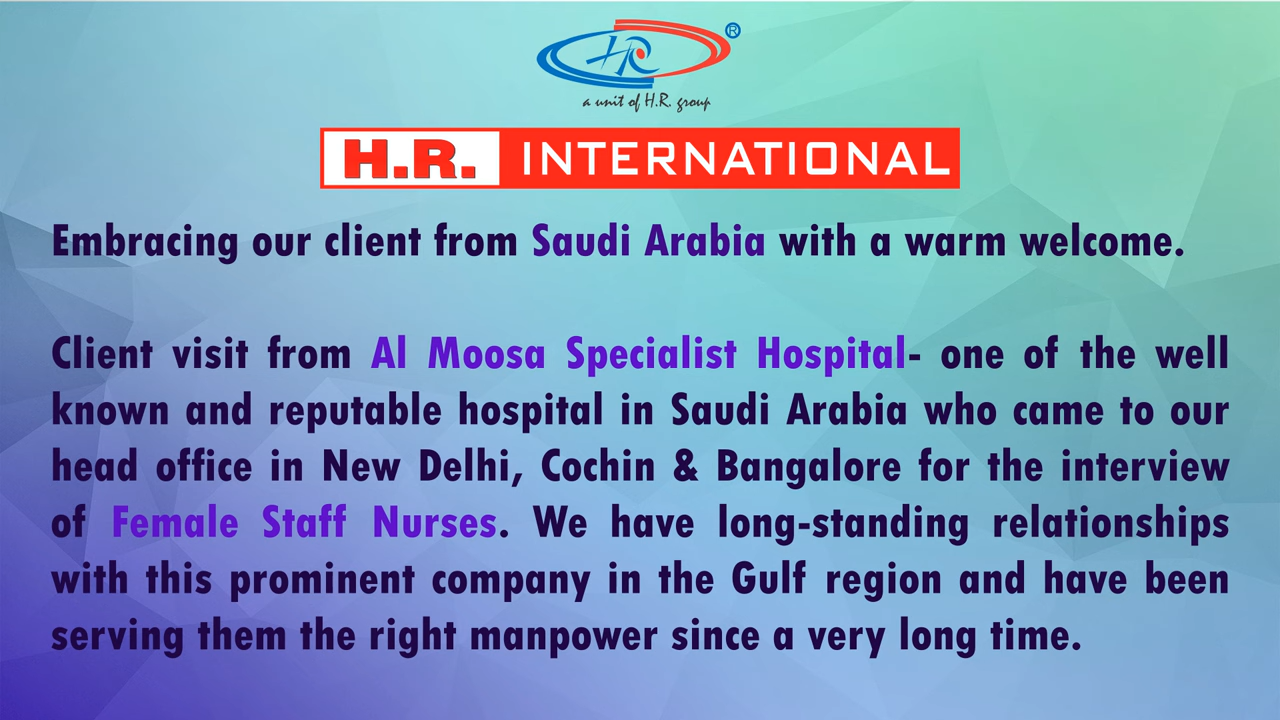 HR
®
a unit of H.R. group
H.R. INTERNATIONAL
Embracing our client from Saudi Arabia with a warm welcome.
Client visit from Al Moosa Specialist Hospital- one of the well
known and reputable hospital in Saudi Arabia who came to our
head office in New Delhi, Cochin & Bangalore for the interview
of Female Staff Nurses. We have long-standing relationships
with this prominent company in the Gulf region and have been
serving them the right manpower since a very long time.